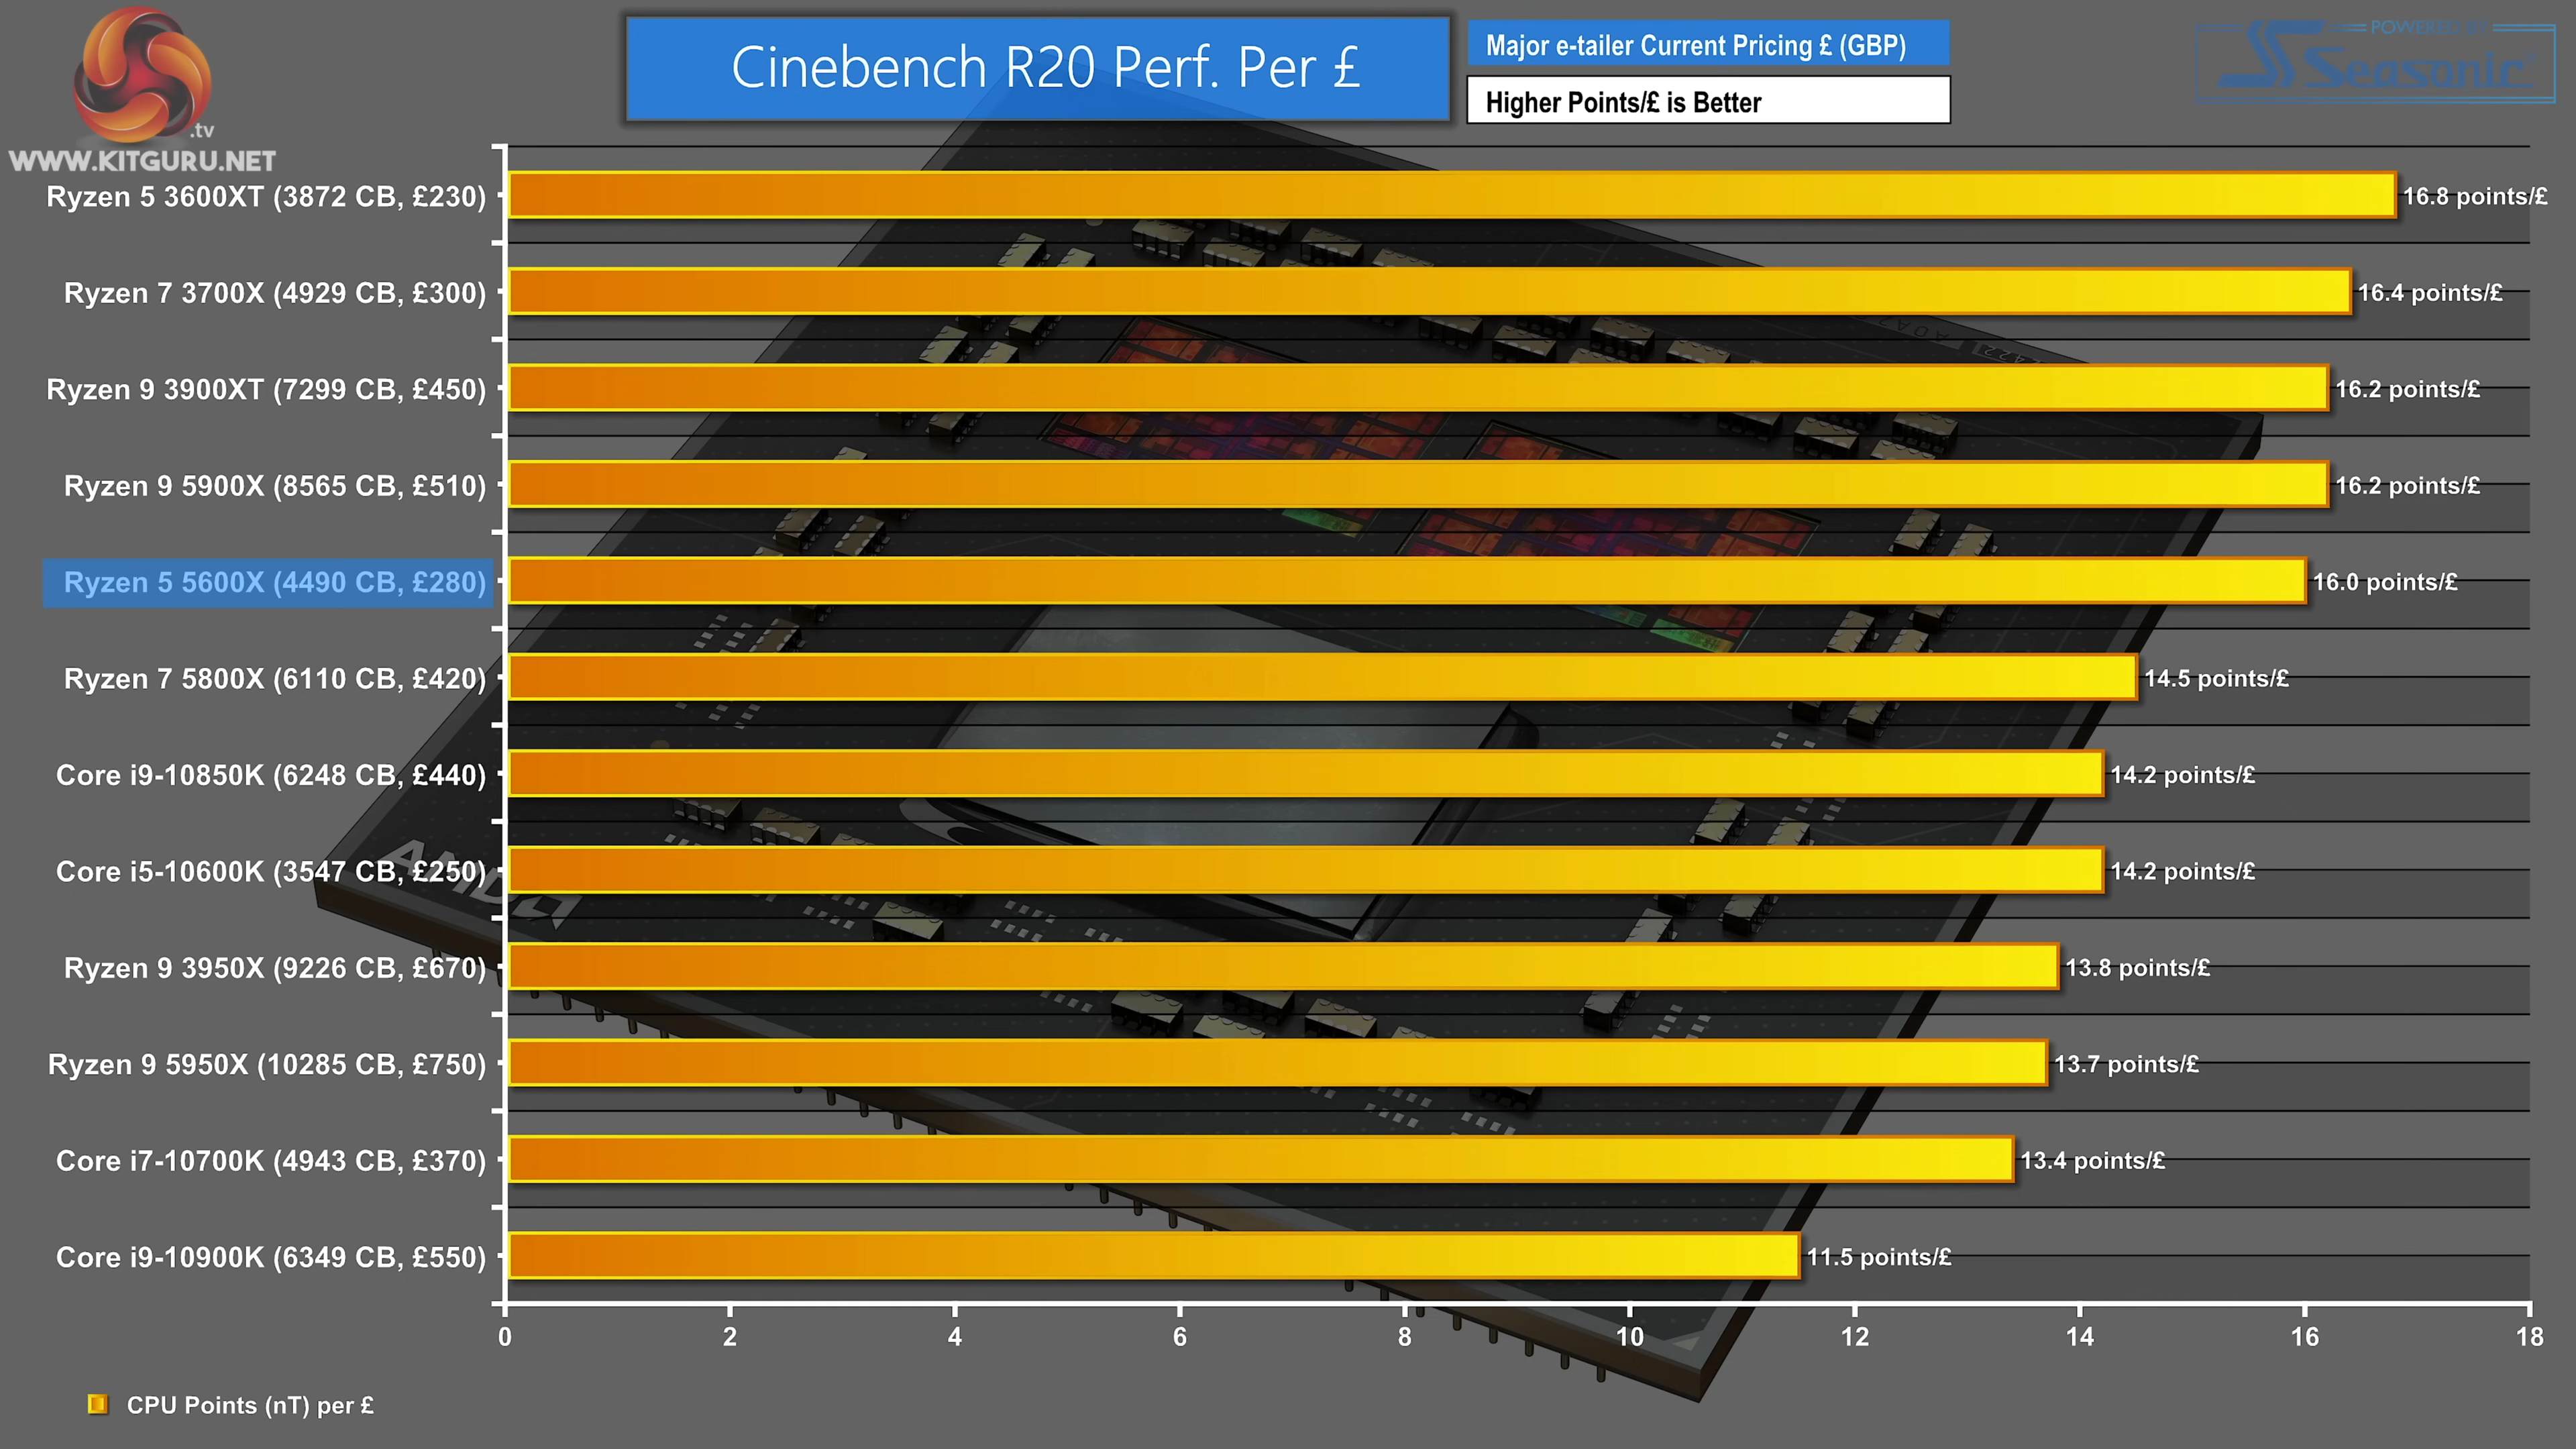 .tv
WWW.KITGURU.NET
Cinebench R20 Perf. Per £
Major e-tailer Current Pricing £ (GBP)
Higher Points/£ is Better
POWERED BY
Seasonic
Ryzen 5 3600XT (3872 CB, £230)
16.8 points/£
Ryzen 7 3700X (4929 CB, £300)
16.4 points/£
Ryzen 9 3900XT (7299 CB, £450)
16.2 points/£
Ryzen 9 5900X (8565 CB, £510)
16.2 points/£
Ryzen 5 5600X (4490 CB, £280)
16.0 points/£
Ryzen 7 5800X (6110 CB, £420)
14.5 points/£
Core i9-10850K (6248 CB, £440)
14.2 points/£
Core i5-10600K (3547 CB, £250)
14.2 points/£
Ryzen 9 3950X (9226 CB, £670)
13.8 points/£
Ryzen 9 5950X (10285 CB, £750)
13.7 points/£
Core i7-10700K (4943 CB, £370)
13.4 points/£
Core i9-10900K (6349 CB, £550)
11.5 points/£
AMD
0 2 4 6 8 10 12 14 16 18
CPU Points (nT) per £